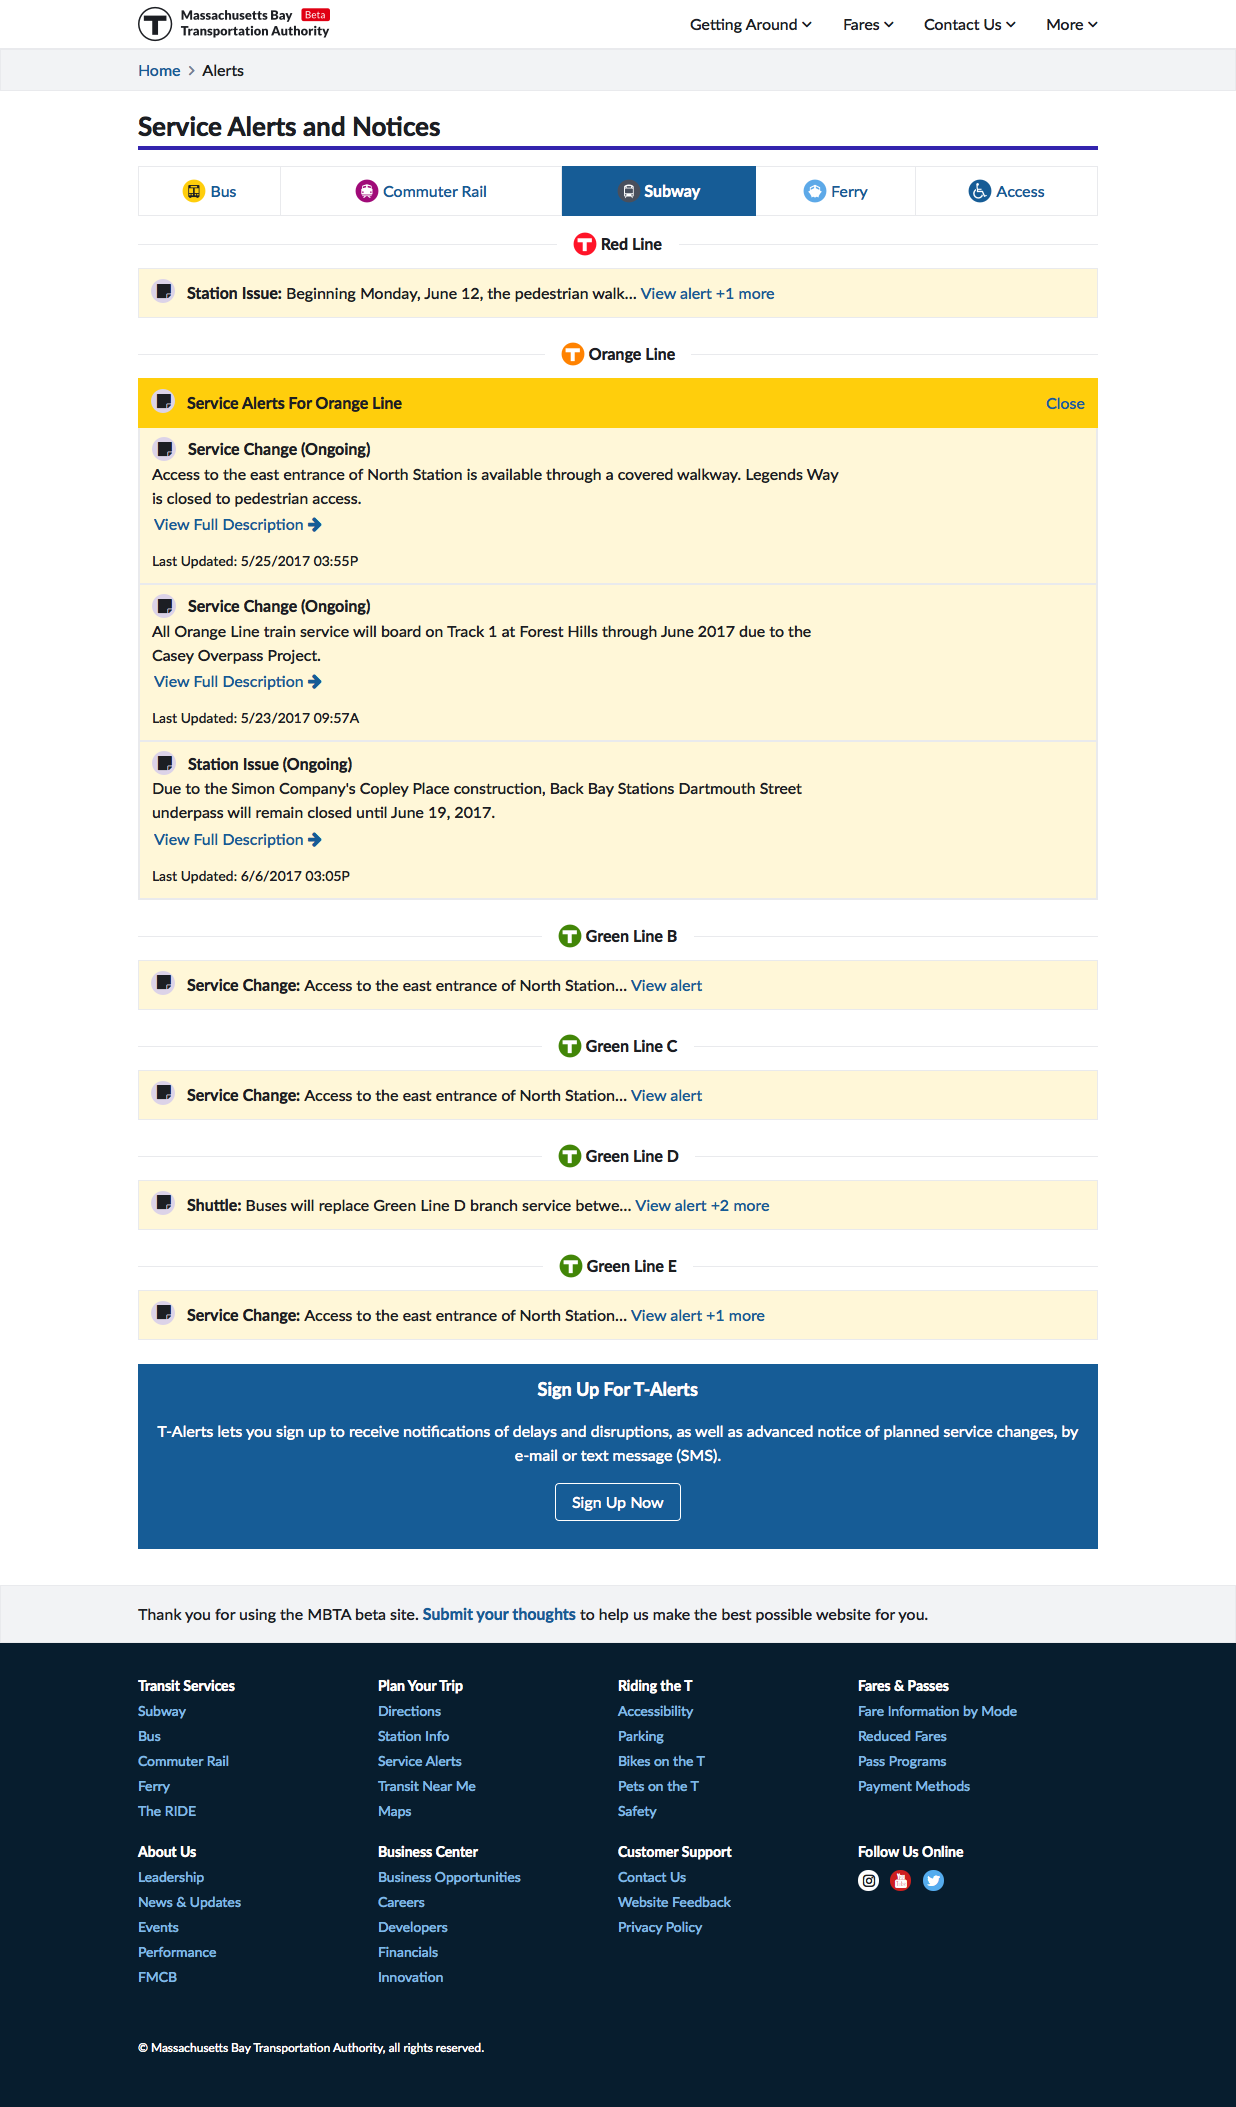 Massachusetts Bay Beta
Transportation Authority
Getting Around Fares Contact Us More
Home > Alerts
Service Alerts and Notices
Bus Commuter Rail Subway Ferry Access
T Red Line
Station Issue: Beginning Monday, June 12, the pedestrian walk... View alert +1 more
T Orange Line
Service Alerts For Orange Line Close
Service Change (Ongoing)
Access to the east entrance of North Station is available through a covered walkway. Legends Way
is closed to pedestrian access.
View Full Description
Last Updated: 5/25/2017 03:55P
Service Change (Ongoing)
All Orange Line train service will board on Track 1 at Forest Hills through June 2017 due to the
Casey Overpass Project.
View Full Description
Last Updated: 5/23/2017 09:57A
Station Issue (Ongoing)
Due to the Simon Company's Copley Place construction, Back Bay Stations Dartmouth Street
underpass will remain closed until June 19, 2017.
View Full Description
Last Updated: 6/6/2017 03:05P
T Green Line B
Service Change: Access to the east entrance of North Station... View alert
T Green Line C
Service Change: Access to the east entrance of North Station... View alert
T Green Line D
Shuttle: Buses will replace Green Line D branch service betwe... View alert +2 more
T Green Line E
Service Change: Access to the east entrance of North Station... View alert +1 more
Sign Up For T-Alerts
T-Alerts lets you sign up to receive notifications of delays and disruptions, as well as advanced notice of planned service changes, by
e-mail or text message (SMS).
Sign Up Now
Thank you for using the MBTA beta site. Submit your thoughts to help us make the best possible website for you.
Transit Services
Subway
Bus
Commuter Rail
Ferry
The RIDE
Plan Your Trip
Directions
Station Info
Service Alerts
Transit Near Me
Maps
Riding the T
Accessibility
Parking
Bikes on the T
Pets on the T
Safety
Fares & Passes
Fare Information by Mode
Reduced Fares
Pass Programs
Payment Methods
About Us
Leadership
News & Updates
Events
Performance
FMCB
Business Center
Business Opportunities
Careers
Developers
Financials
Innovation
Customer Support
Contact Us
Website Feedback
Privacy Policy
Follow Us Online
© Massachusetts Bay Transportation Authority, all rights reserved.